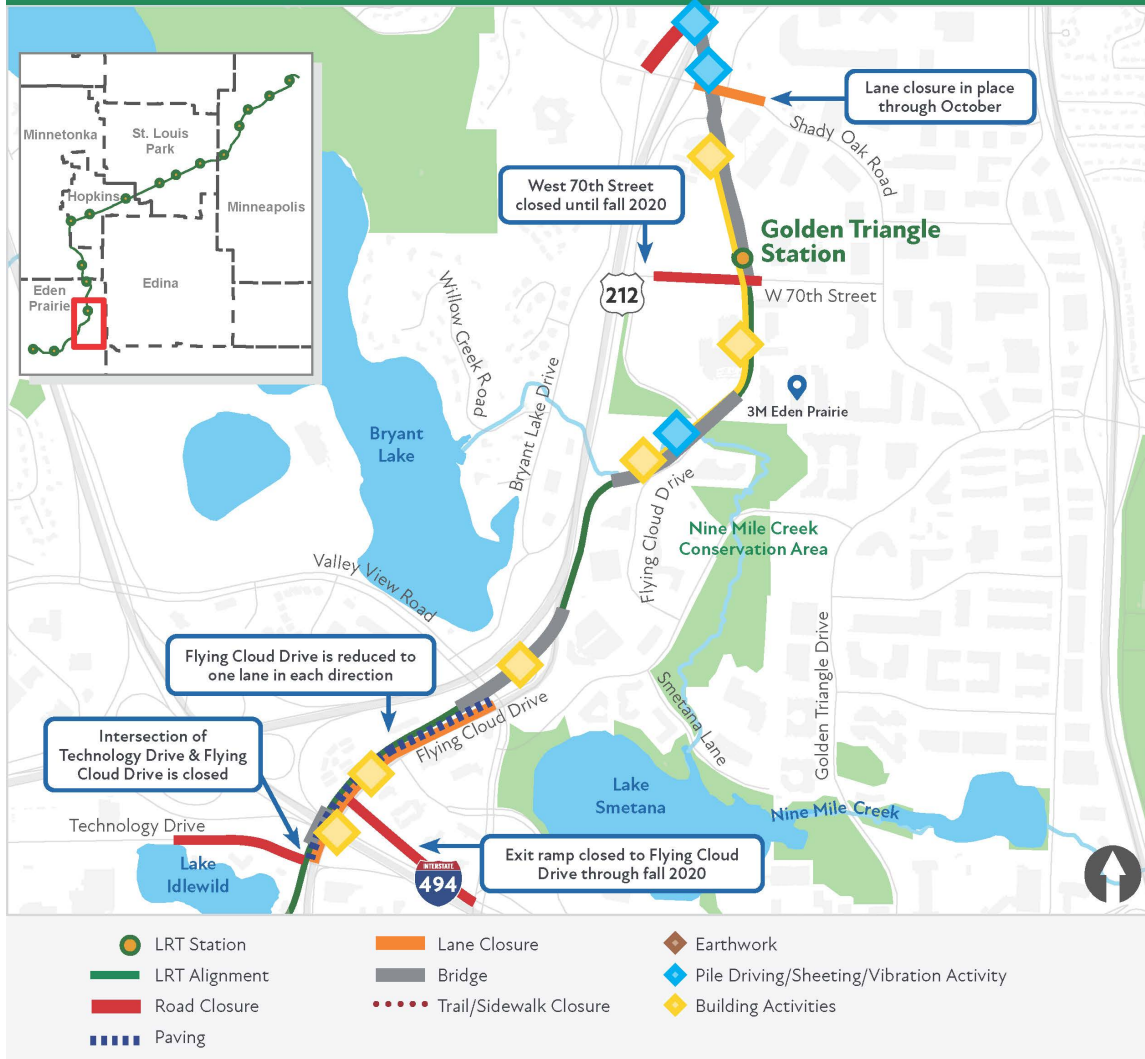 Minnetonka
St. Louis
Park
Hopkins
Minneapolis
Eden
Prairie
Edina
Lane closure in place
through October
Shady Oak Road
West 70th Street
closed until fall 2020
Golden Triangle
Station
212
W 70th Street
Willow Creek Road
Bryant Lake Drive
3M Eden Prairie
Bryant
Lake
Flying Cloud Drive
Nine Mile Creek
Conservation Area
Valley View Road
Flying Cloud Drive is reduced to
one lane in each direction
Smetana Lane
Golden Triangle Drive
Flying Cloud Drive
Intersection of
Technology Drive & Flying
Cloud Drive is closed
Lake
Smetana
Nine Mile Creek
Technology Drive
Lake
Idlewild
INTERSTATE
494
Exit ramp closed to Flying Cloud
Drive through fall 2020
LRT Station
LRT Alignment
Road Closure
Paving
Lane Closure
Bridge
Trail/Sidewalk Closure
Earthwork
Pile Driving/Sheeting/Vibration Activity
Building Activities